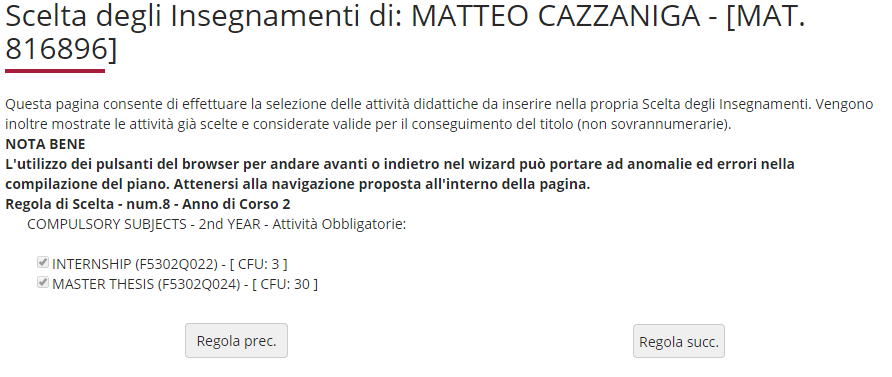 Scelta degli Insegnamenti di: MATTEO CAZZANIGA - [MAT.
816896]
Questa pagina consente di effettuare la selezione delle attività didattiche da inserire nella propria Scelta degli Insegnamenti. Vengono
inoltre mostrate le attività già scelte e considerate valide per il conseguimento del titolo (non sovrannumerarie).
NOTA BENE
L'utilizzo dei pulsanti del browser per andare avanti o indietro nel wizard può portare ad anomalie ed errori nella
compilazione del piano. Attenersi alla navigazione proposta all'interno della pagina.
Regola di Scelta - num.8 - Anno di Corso 2
COMPULSORY SUBJECTS - 2nd YEAR - Attività Obbligatorie:
INTERNSHIP (F5302Q022) - [ CFU: 3 ]
MASTER THESIS (F5302Q024) - [ CFU: 30 ]
Regola prec.
Regola succ.